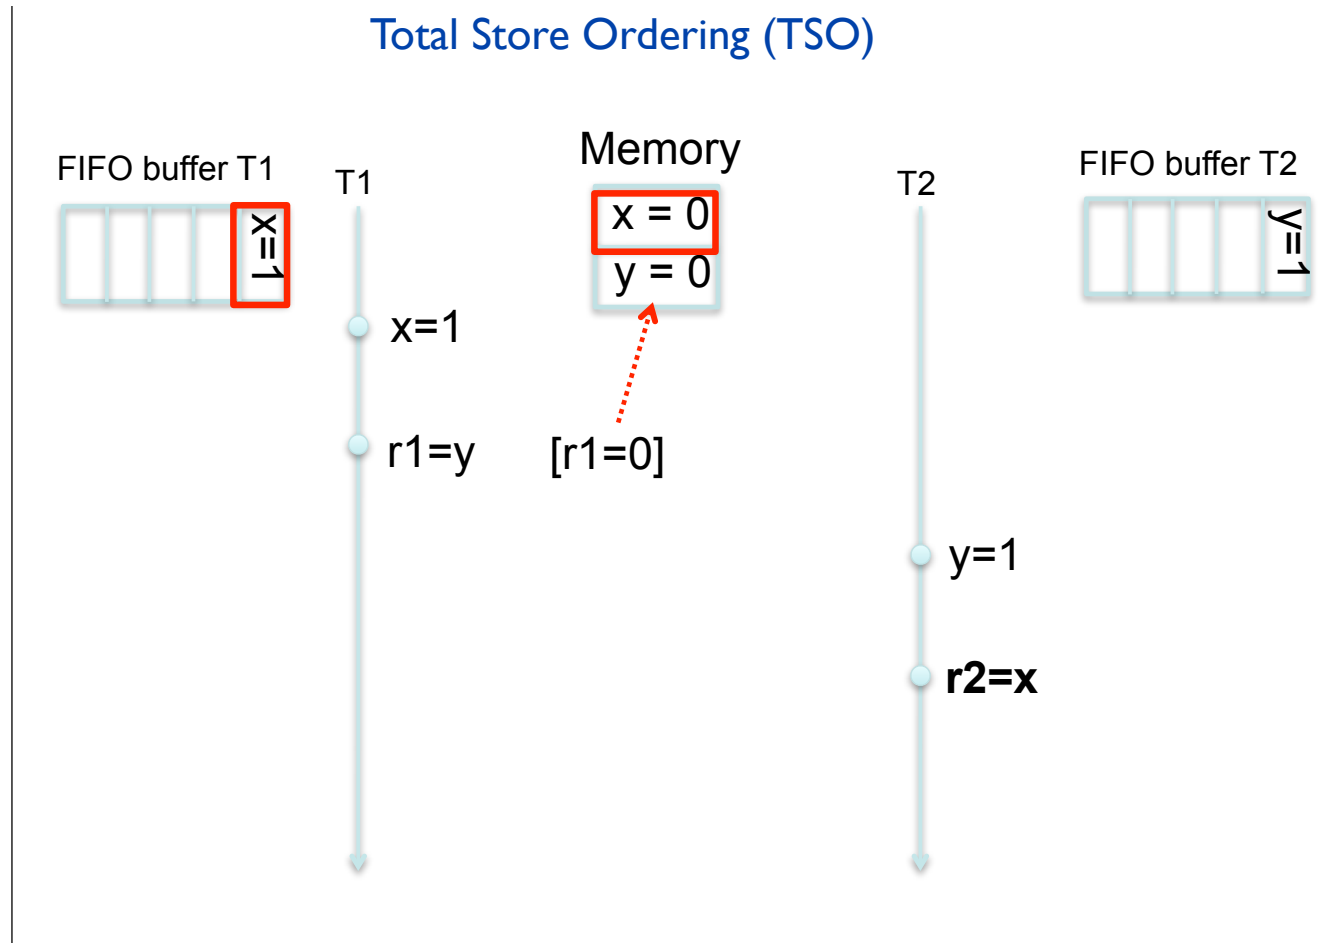 Total Store Ordering (TSO)
FIFO buffer T1
T1
Memory
T2
FIFO buffer T2
x=1
x = 0
y = 0
y=1
x=1
r1=y
[r1=0]
y=1
r2=x